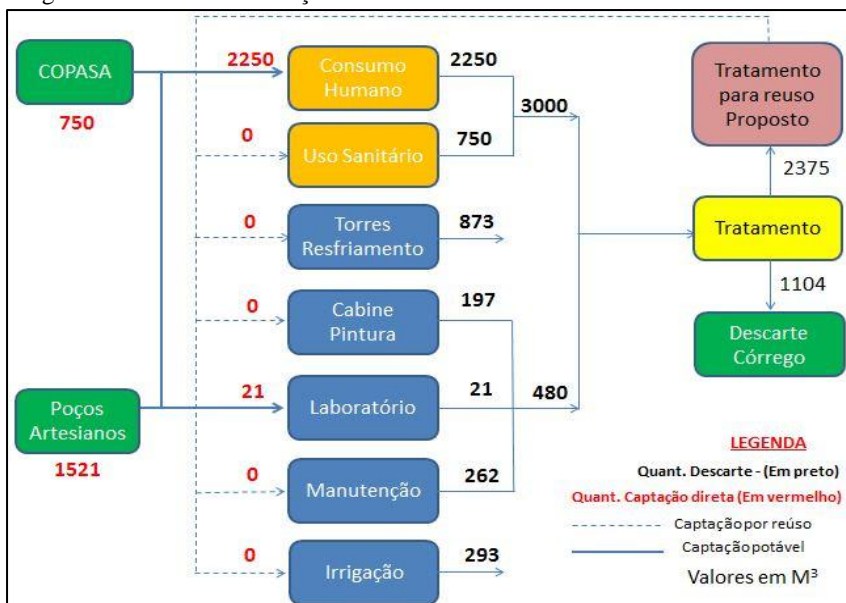 COPASA
750
2250
Consumo
Humano
2250
3000
0
Uso Sanitário
750
0
Torres
Resfriamento
873
0
Cabine
Pintura
197
Poços
Artesianos
1521
21
Laboratório
21
480
0
Manutenção
262
0
Irrigação
293
Tratamento
para reuso
Proposto
2375
Tratamento
1104
Descarte
Córrego
LEGENDA
Quant. Descarte - (Em preto)
Quant. Captação direta (Em vermelho)
Captação por reúso
Captação potável
Valores em M³